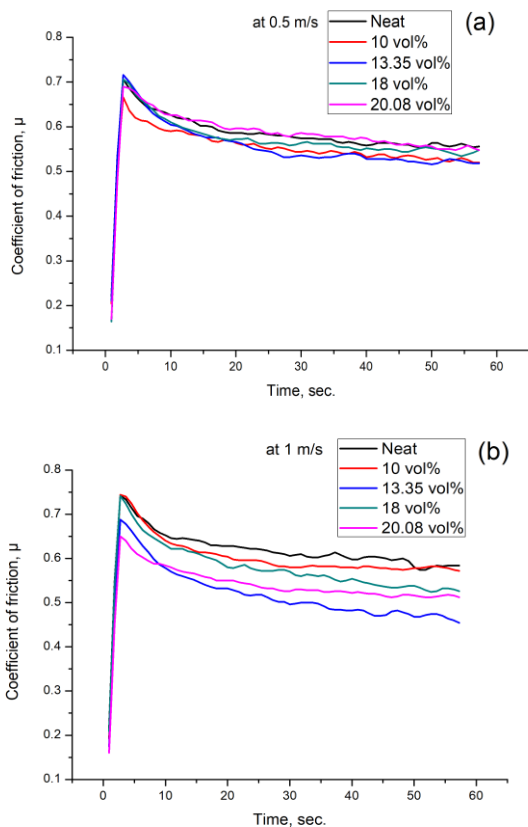 at 0.5 m/s
Neat
10 vol%
13.35 vol%
18 vol%
20.08 vol%
(a)
Coefficient of friction, µ
0.8
0.7
0.6
0.5
0.4
0.3
0.2
0.1
0 10 20 30 40 50 60
Time, sec.
at 1 m/s
Neat
10 vol%
13.35 vol%
18 vol%
20.08 vol%
(b)
Coefficient of friction, µ
0.8
0.7
0.6
0.5
0.4
0.3
0.2
0.1
0 10 20 30 40 50 60
Time, sec.